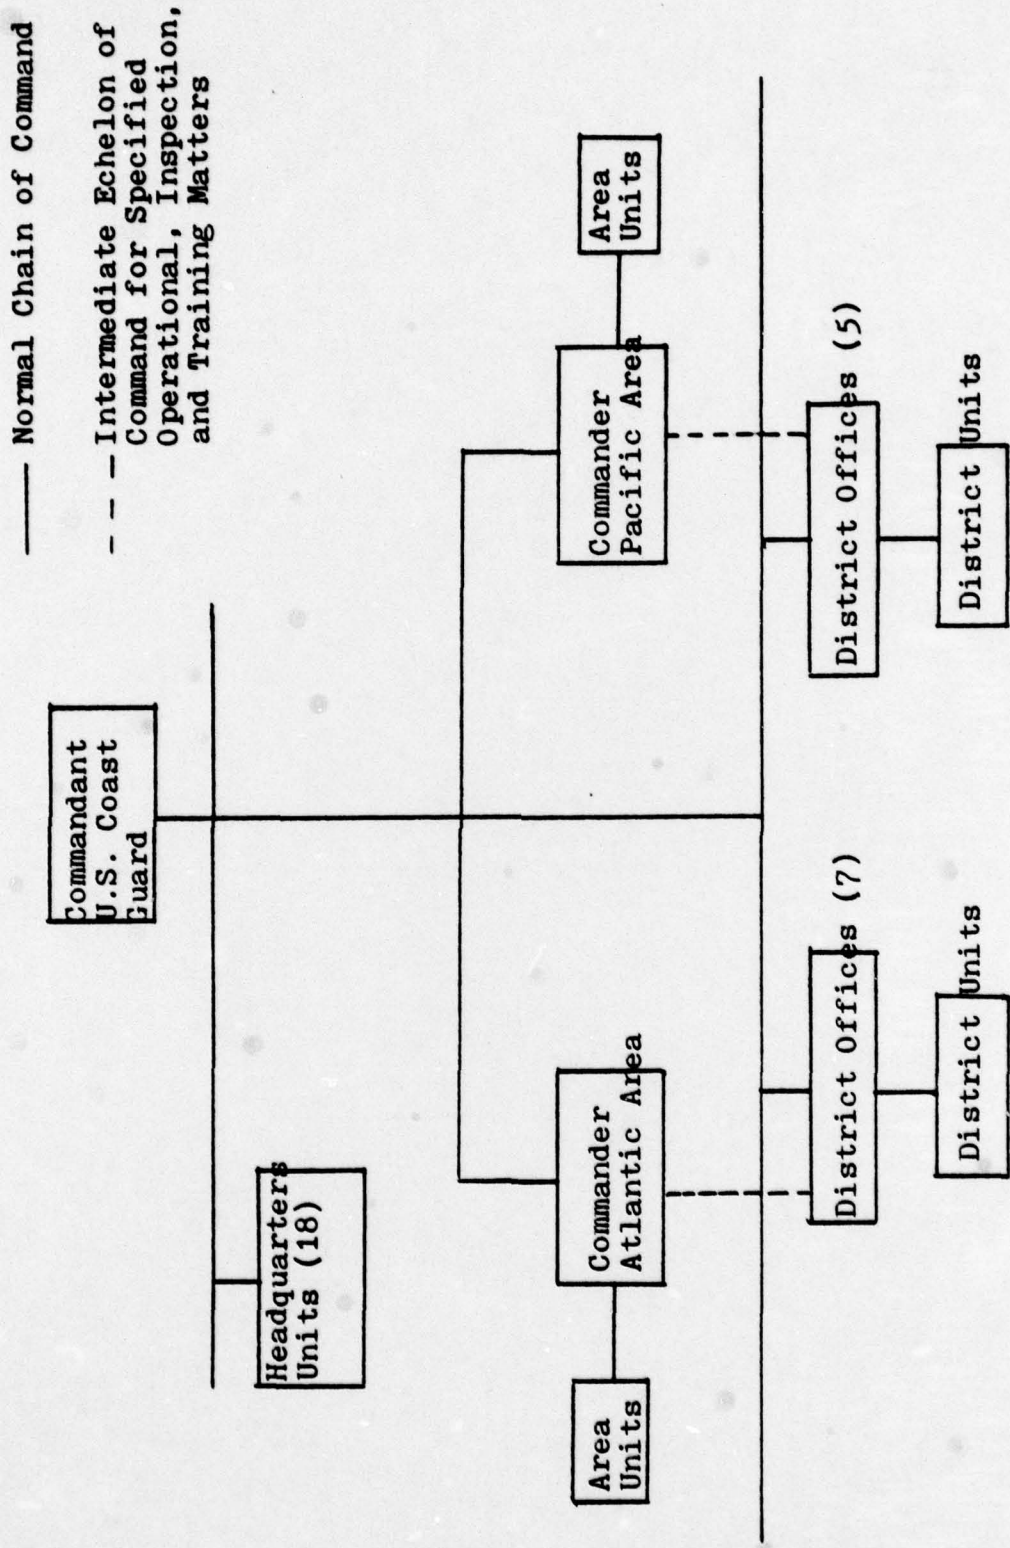 —— Normal Chain of Command
- - - Intermediate Echelon of
Command for Specified
Operational, Inspection,
and Training Matters
Commandant
U.S. Coast
Guard
Headquarters
Units (18)
Area
Units
Commander
Atlantic Area
Commander
Pacific Area
Area
Units
District Offices (7)
District Offices (5)
District Units
District Units